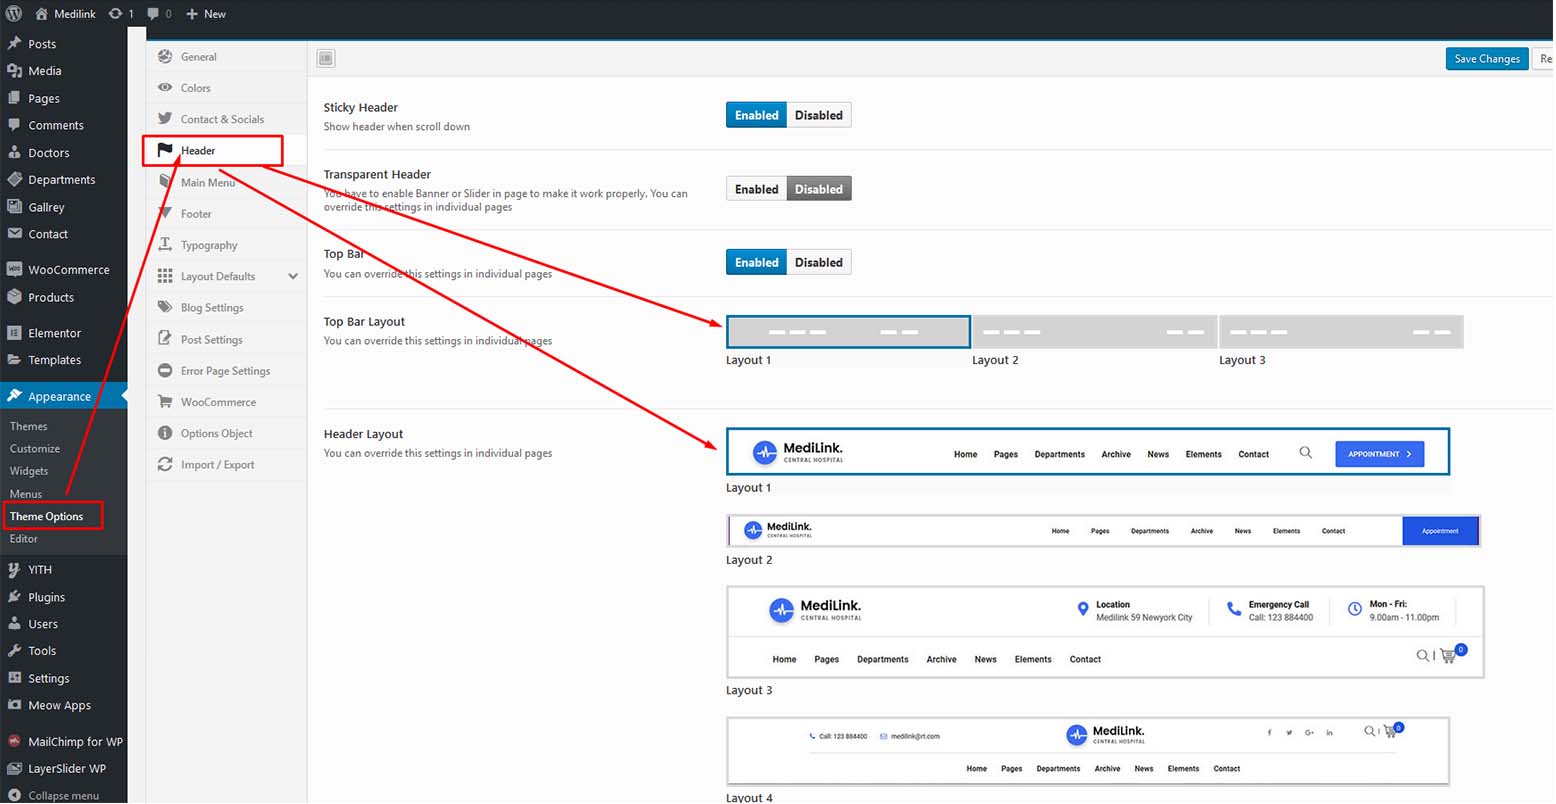 Medilink
1
0
New
Posts
Media
Pages
Comments
Doctors
Departments
Gallrey
Contact
WooCommerce
Products
Elementor
Templates
Appearance
Themes
Customize
Widgets
Menus
Theme Options
Editor
YITH
Plugins
Users
Tools
Settings
Meow Apps
MailChimp for WP
LayerSlider WP
Collapse menu
General
Colors
Contact & Socials
Header
Main Menu
Footer
Typography
Layout Defaults
Blog Settings
Post Settings
Error Page Settings
WooCommerce
Options Object
Import / Export
Save Changes
Re
Sticky Header
Show header when scroll down
Enabled Disabled
Transparent Header
You have to enable Banner or Slider in page to make it work properly. You can
override this settings in individual pages
Enabled Disabled
Top Bar
You can override this settings in individual pages
Enabled Disabled
Top Bar Layout
You can override this settings in individual pages
Layout 1
Layout 2
Layout 3
Header Layout
You can override this settings in individual pages
MediLink.
CENTRAL HOSPITAL
Home Pages Departments Archive News Elements Contact
APPOINTMENT
Layout 1
MediLink.
CENTRAL HOSPITAL
Home Pages Departments Archive News Elements Contact
Appointment
Layout 2
MediLink.
CENTRAL HOSPITAL
Location
Medilink 59 Newyork City
Emergency Call
Call: 123 884400
Mon - Fri:
9.00am - 11.00pm
Home Pages Departments Archive News Elements Contact
0
Layout 3
Call: 123 884400
medilink@rt.com
MediLink.
CENTRAL HOSPITAL
0
Home Pages Departments Archive News Elements Contact
Layout 4